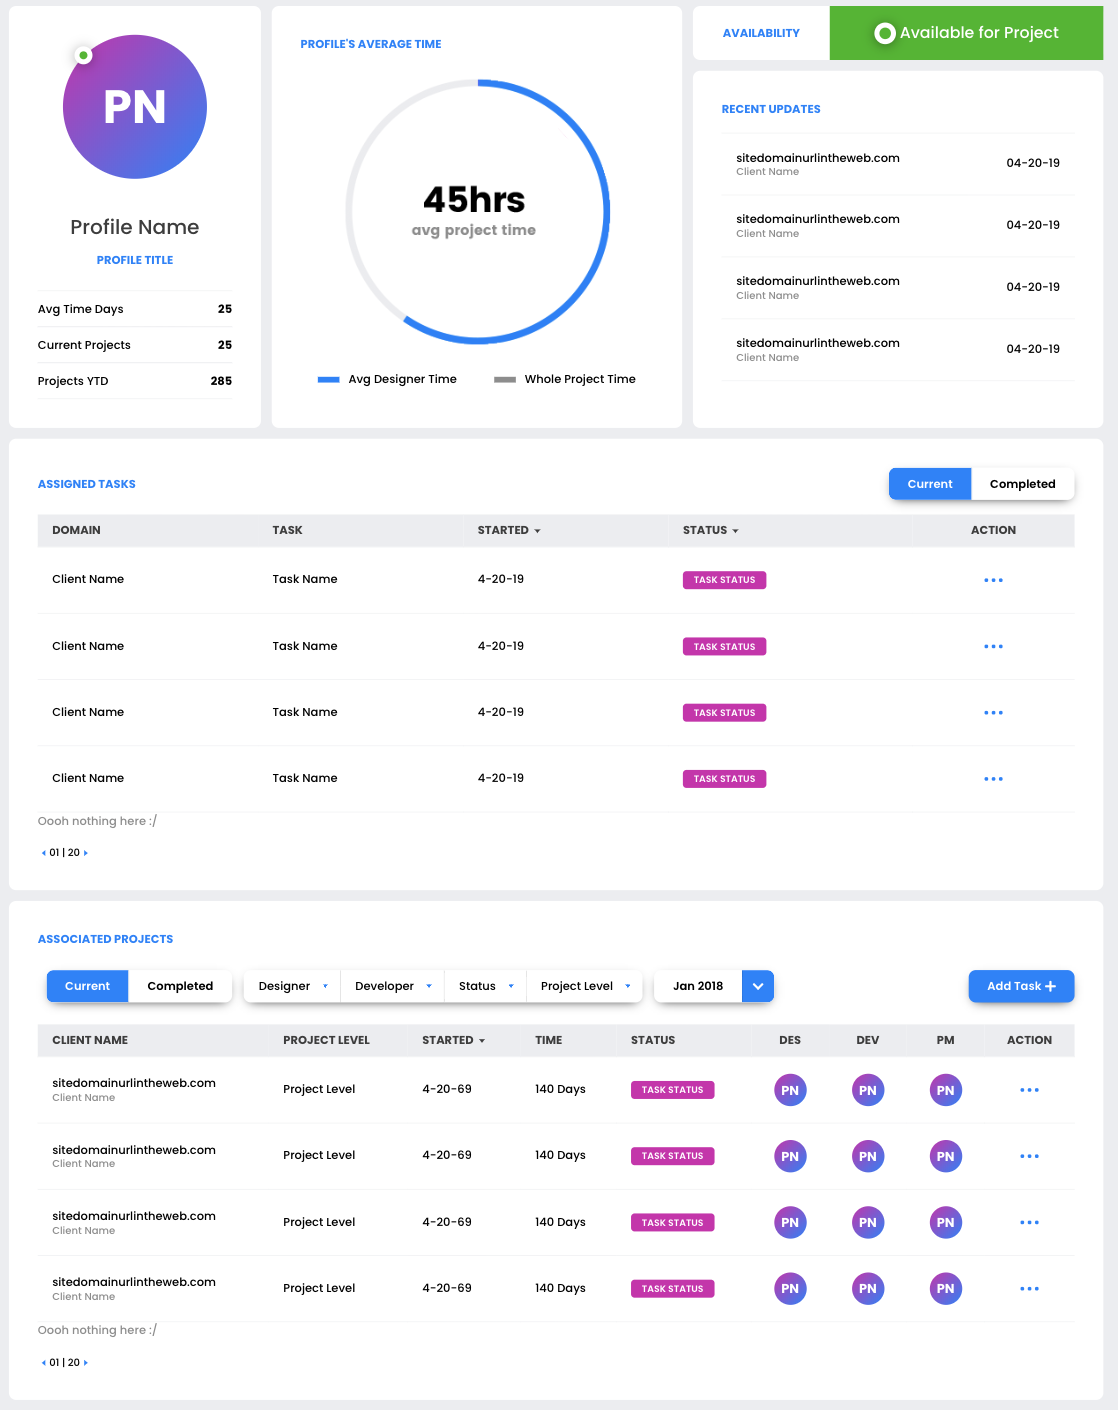 PN
Profile Name
PROFILE TITLE
Avg Time Days 25
Current Projects 25
Projects YTD 285
PROFILE'S AVERAGE TIME
45hrs
avg project time
Avg Designer Time Whole Project Time
AVAILABILITY Available for Project
RECENT UPDATES
sitedomainurlintheweb.com 04-20-19
Client Name
sitedomainurlintheweb.com 04-20-19
Client Name
sitedomainurlintheweb.com 04-20-19
Client Name
sitedomainurlintheweb.com 04-20-19
Client Name
ASSIGNED TASKS Current Completed
DOMAIN TASK STARTED STATUS ACTION
Client Name Task Name 4-20-19 TASK STATUS
Client Name Task Name 4-20-19 TASK STATUS
Client Name Task Name 4-20-19 TASK STATUS
Client Name Task Name 4-20-19 TASK STATUS
Oooh nothing here :/
01 | 20
ASSOCIATED PROJECTS
Current Completed Designer Developer Status Project Level Jan 2018 Add Task +
CLIENT NAME PROJECT LEVEL STARTED TIME STATUS DES DEV PM ACTION
sitedomainurlintheweb.com Project Level 4-20-69 140 Days TASK STATUS PN PN PN
Client Name
sitedomainurlintheweb.com Project Level 4-20-69 140 Days TASK STATUS PN PN PN
Client Name
sitedomainurlintheweb.com Project Level 4-20-69 140 Days TASK STATUS PN PN PN
Client Name
sitedomainurlintheweb.com Project Level 4-20-69 140 Days TASK STATUS PN PN PN
Client Name
Oooh nothing here :/
01 | 20